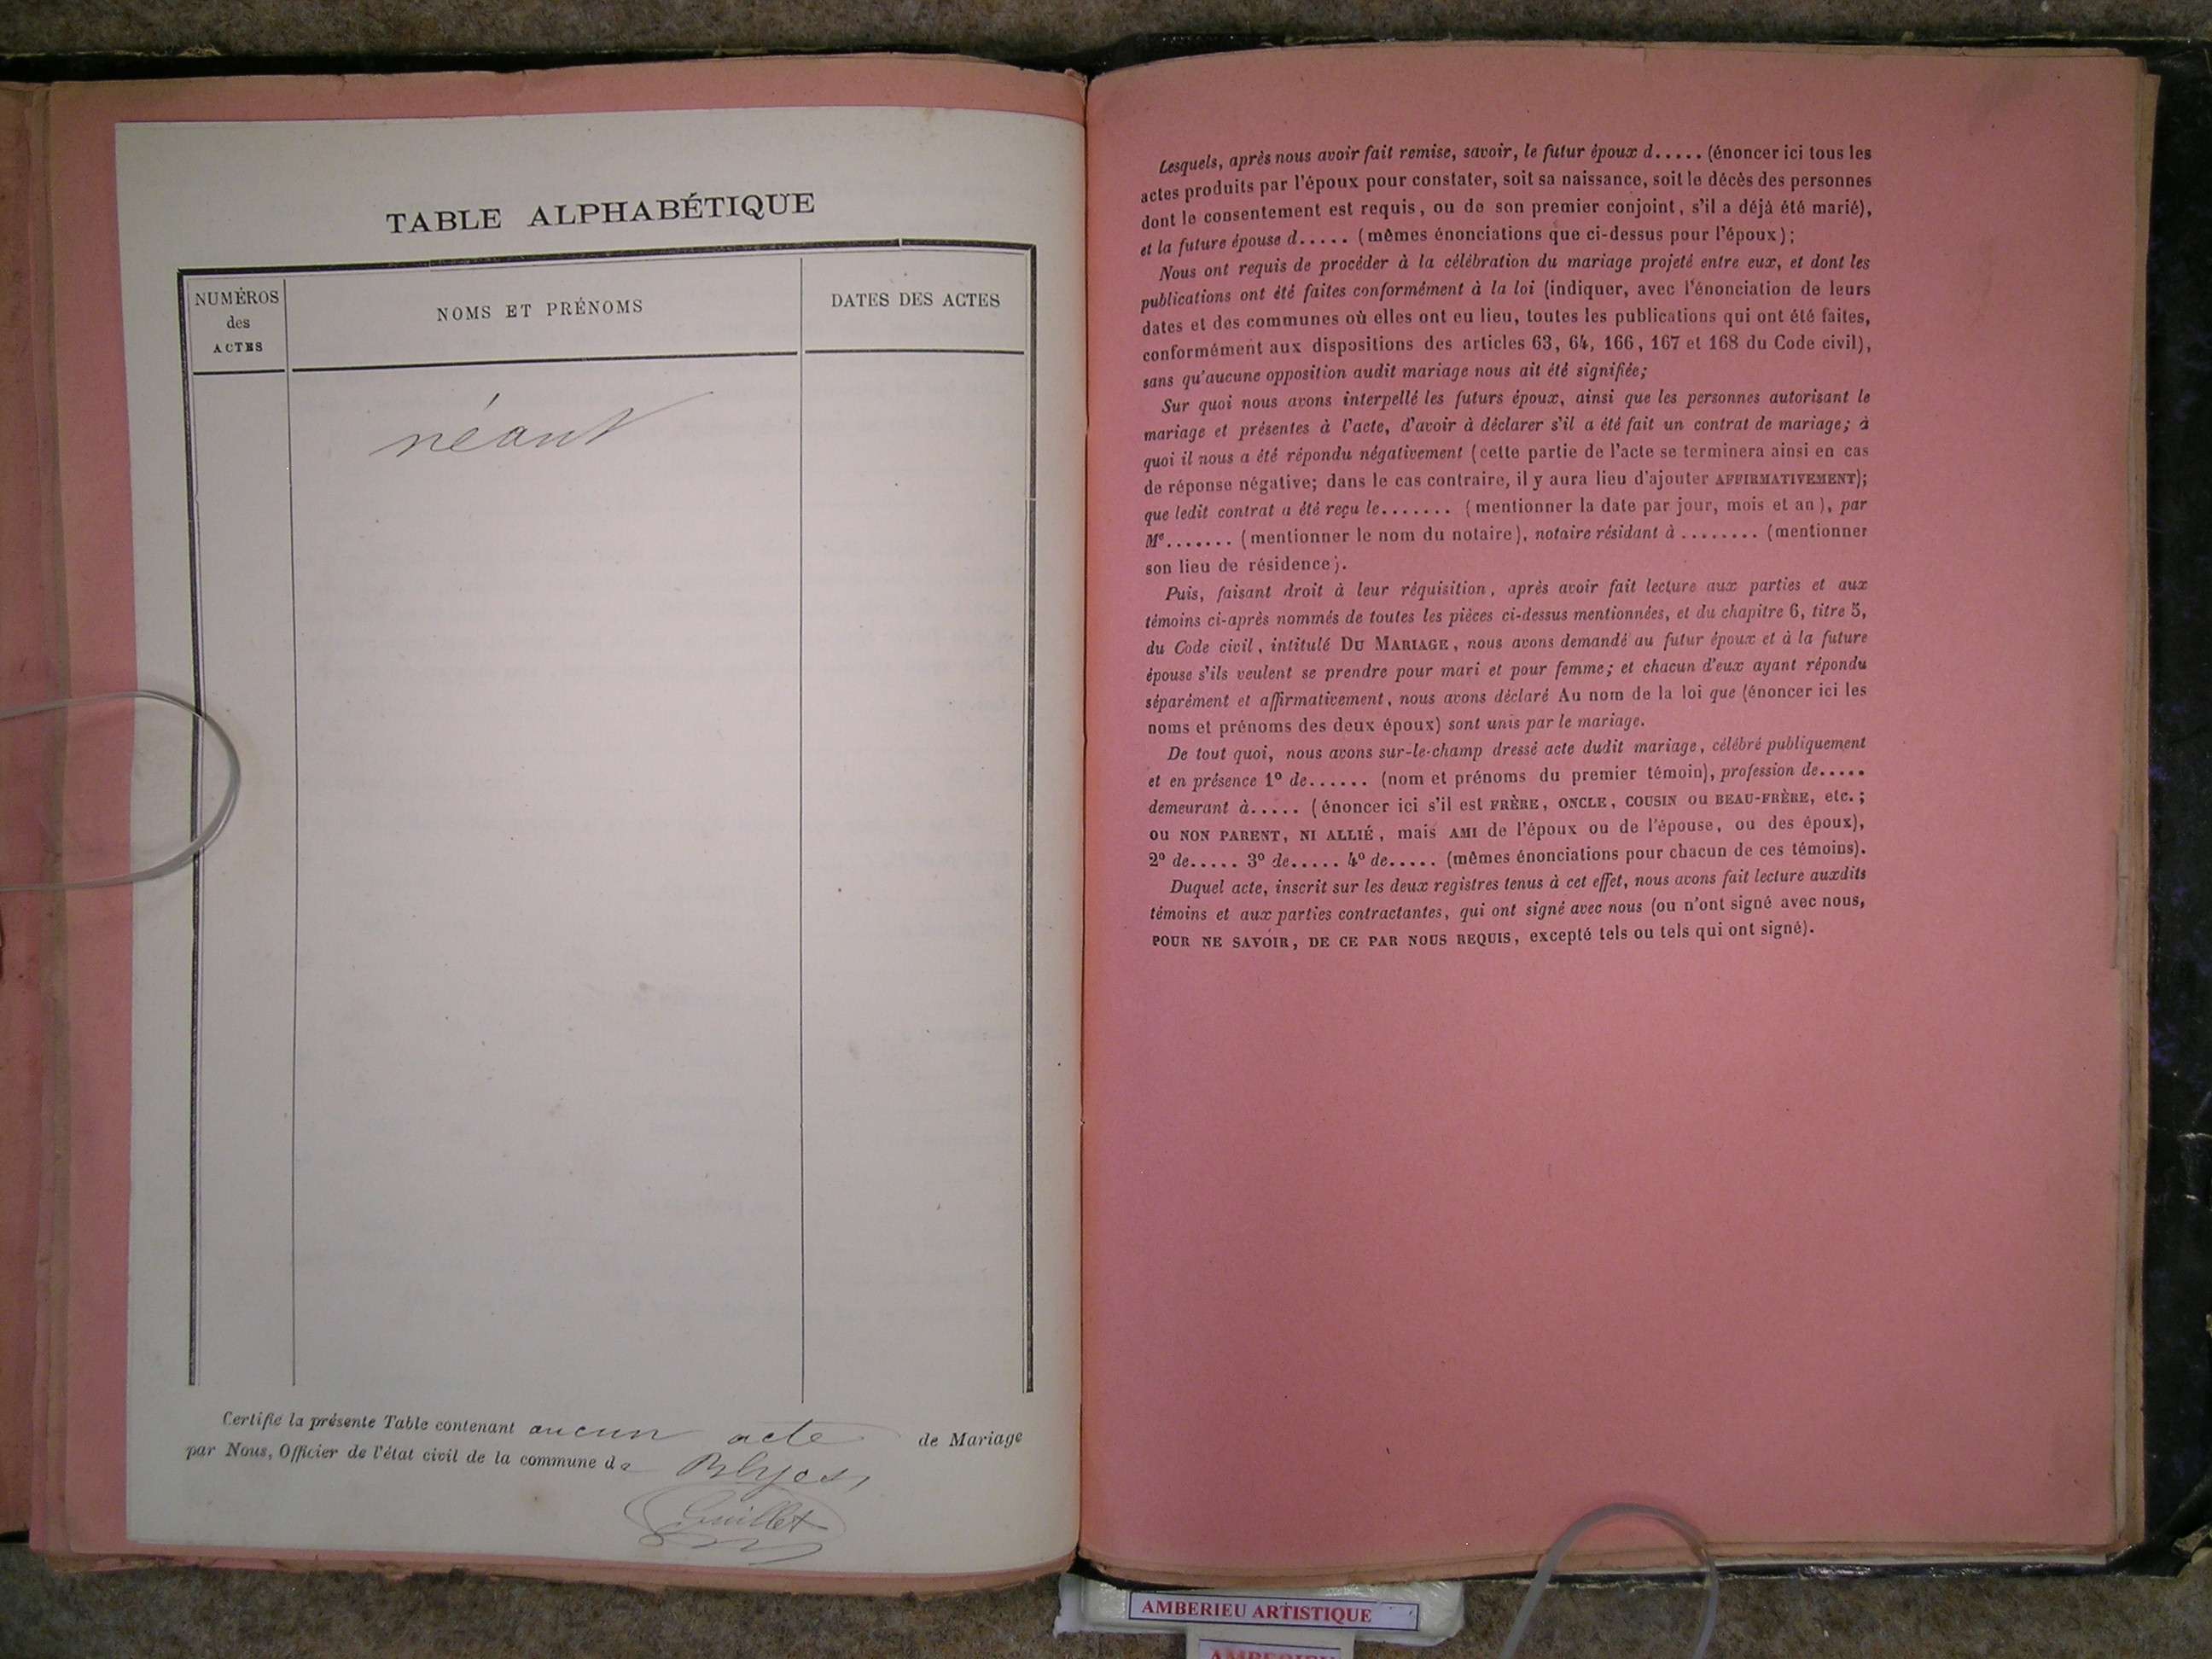 TABLE ALPHABÉTIQUE
NUMÉROS
des
ACTES
NOMS ET PRÉNOMS
DATES DES ACTES
néant
Certifié la présente Table contenant aucun acte de Mariage
par Nous, Officier de l'état civil de la commune de Blyes,
Guillet
Lesquels, après nous avoir fait remise, savoir, le futur époux d..... (énoncer ici tous les
actes produits par l'époux pour constater, soit sa naissance, soit le décès des personnes
dont le consentement est requis, ou de son premier conjoint, s'il a déjà été marié),
et la future épouse d..... (mêmes énonciations que ci-dessus pour l'époux);
Nous ont requis de procéder à la célébration du mariage projeté entre eux, et dont les
publications ont été faites conformément à la loi (indiquer, avec l'énonciation de leurs
dates et des communes où elles ont eu lieu, toutes les publications qui ont été faites,
conformément aux dispositions des articles 63, 64, 166, 167 et 168 du Code civil),
sans qu'aucune opposition audit mariage nous ait été signifiée;
Sur quoi nous avons interpellé les futurs époux, ainsi que les personnes autorisant le
mariage et présentes à l'acte, d'avoir à déclarer s'il a été fait un contrat de mariage; à
quoi il nous a été répondu négativement (cette partie de l'acte se terminera ainsi en cas
de réponse négative; dans le cas contraire, il y aura lieu d'ajouter AFFIRMATIVEMENT);
que ledit contrat a été reçu le....... (mentionner la date par jour, mois et an), par
Me....... (mentionner le nom du notaire), notaire résidant à ........ (mentionner
son lieu de résidence).
Puis, faisant droit à leur réquisition, après avoir fait lecture aux parties et aux
témoins ci-après nommés de toutes les pièces ci-dessus mentionnées, et du chapitre 6, titre 5,
du Code civil, intitulé DU MARIAGE, nous avons demandé au futur époux et à la future
épouse s'ils veulent se prendre pour mari et pour femme; et chacun d'eux ayant répondu
séparément et affirmativement, nous avons déclaré Au nom de la loi que (énoncer ici les
noms et prénoms des deux époux) sont unis par le mariage.
De tout quoi, nous avons sur-le-champ dressé acte dudit mariage, célébré publiquement
et en présence 1º de...... (nom et prénoms du premier témoin), profession de.....
demeurant à..... (énoncer ici s'il est FRÈRE, ONCLE, COUSIN ou BEAU-FRÈRE, etc.;
ou NON PARENT, NI ALLIÉ, mais AMI de l'époux ou de l'épouse, ou des époux),
2º de..... 3º de..... 4º de..... (mêmes énonciations pour chacun de ces témoins).
Duquel acte, inscrit sur les deux registres tenus à cet effet, nous avons fait lecture auxdits
témoins et aux parties contractantes, qui ont signé avec nous (ou n'ont signé avec nous,
POUR NE SAVOIR, DE CE PAR NOUS REQUIS, excepté tels ou tels qui ont signé).
AMBERIEU ARTISTIQUE
AMBERIEU